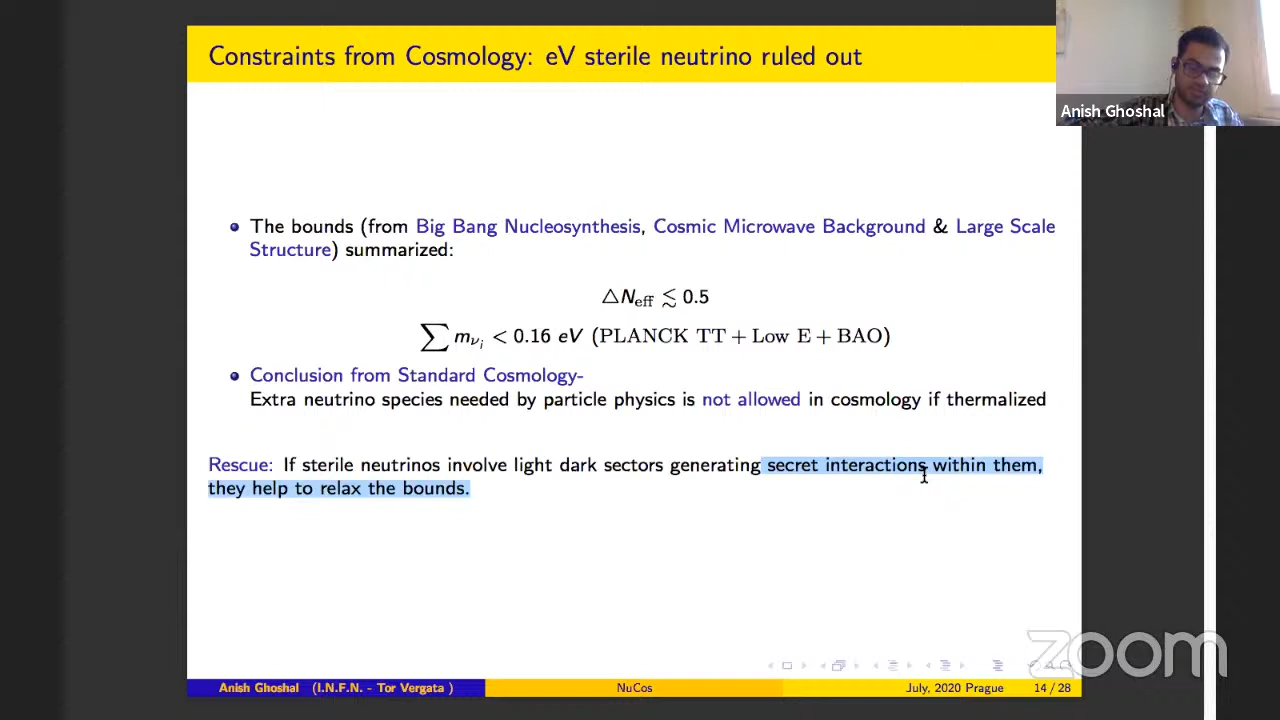 Constraints from Cosmology: eV sterile neutrino ruled out
Anish Ghoshal
• The bounds (from Big Bang Nucleosynthesis, Cosmic Microwave Background & Large Scale
Structure) summarized:
△N_eff ≲ 0.5
∑ m_{ν_i} < 0.16 eV (PLANCK TT + Low E + BAO)
• Conclusion from Standard Cosmology-
Extra neutrino species needed by particle physics is not allowed in cosmology if thermalized
Rescue: If sterile neutrinos involve light dark sectors generating secret interactions within them,
they help to relax the bounds.
zoom
Anish Ghoshal (I.N.F.N. - Tor Vergata ) NuCos July, 2020 Prague 14 / 28